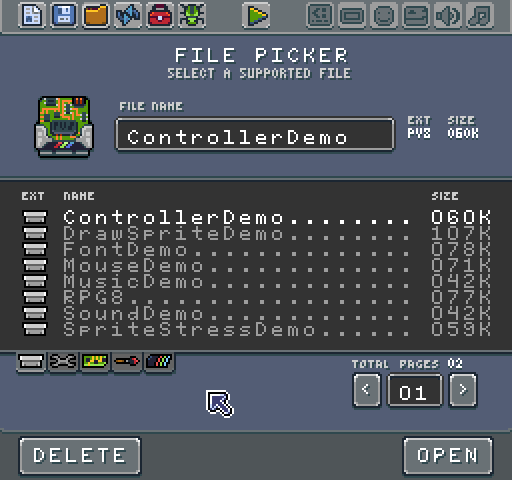 FILE PICKER
SELECT A SUPPORTED FILE
FILE NAME
ControllerDemo
EXT SIZE
PV8 060K
EXT NAME SIZE
ControllerDemo........ 060K
DrawSpriteDemo........ 107K
FontDemo.............. 078K
MouseDemo............. 071K
MusicDemo............. 042K
RPG8.................. 077K
SoundDemo............. 042K
SpriteStressDemo...... 059K
TOTAL PAGES 02
< 01 >
DELETE OPEN